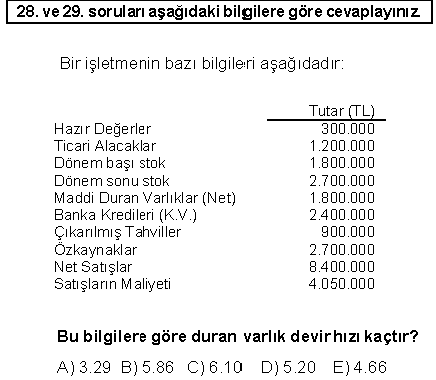 28. ve 29. soruları aşağıdaki bilgilere göre cevaplayınız.
Bir işletmenin bazı bilgileri aşağıdadır:
Tutar (TL)
Hazır Değerler 300.000
Ticari Alacaklar 1.200.000
Dönem başı stok 1.800.000
Dönem sonu stok 2.700.000
Maddi Duran Varlıklar (Net) 1.800.000
Banka Kredileri (K.V.) 2.400.000
Çıkarılmış Tahviller 900.000
Özkaynaklar 2.700.000
Net Satışlar 8.400.000
Satışların Maliyeti 4.050.000
Bu bilgilere göre duran varlık devir hızı kaçtır?
A) 3.29 B) 5.86 C) 6.10 D) 5.20 E) 4.66